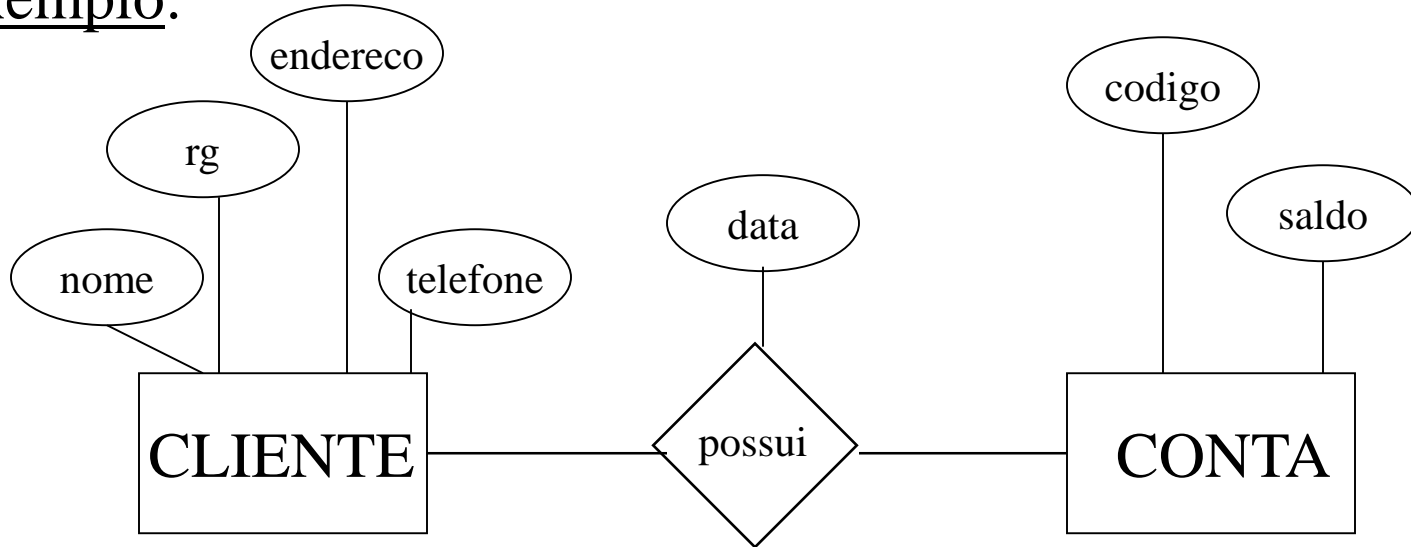 endereco
codigo
rg
saldo
data
nome
telefone
possui
CLIENTE
CONTA